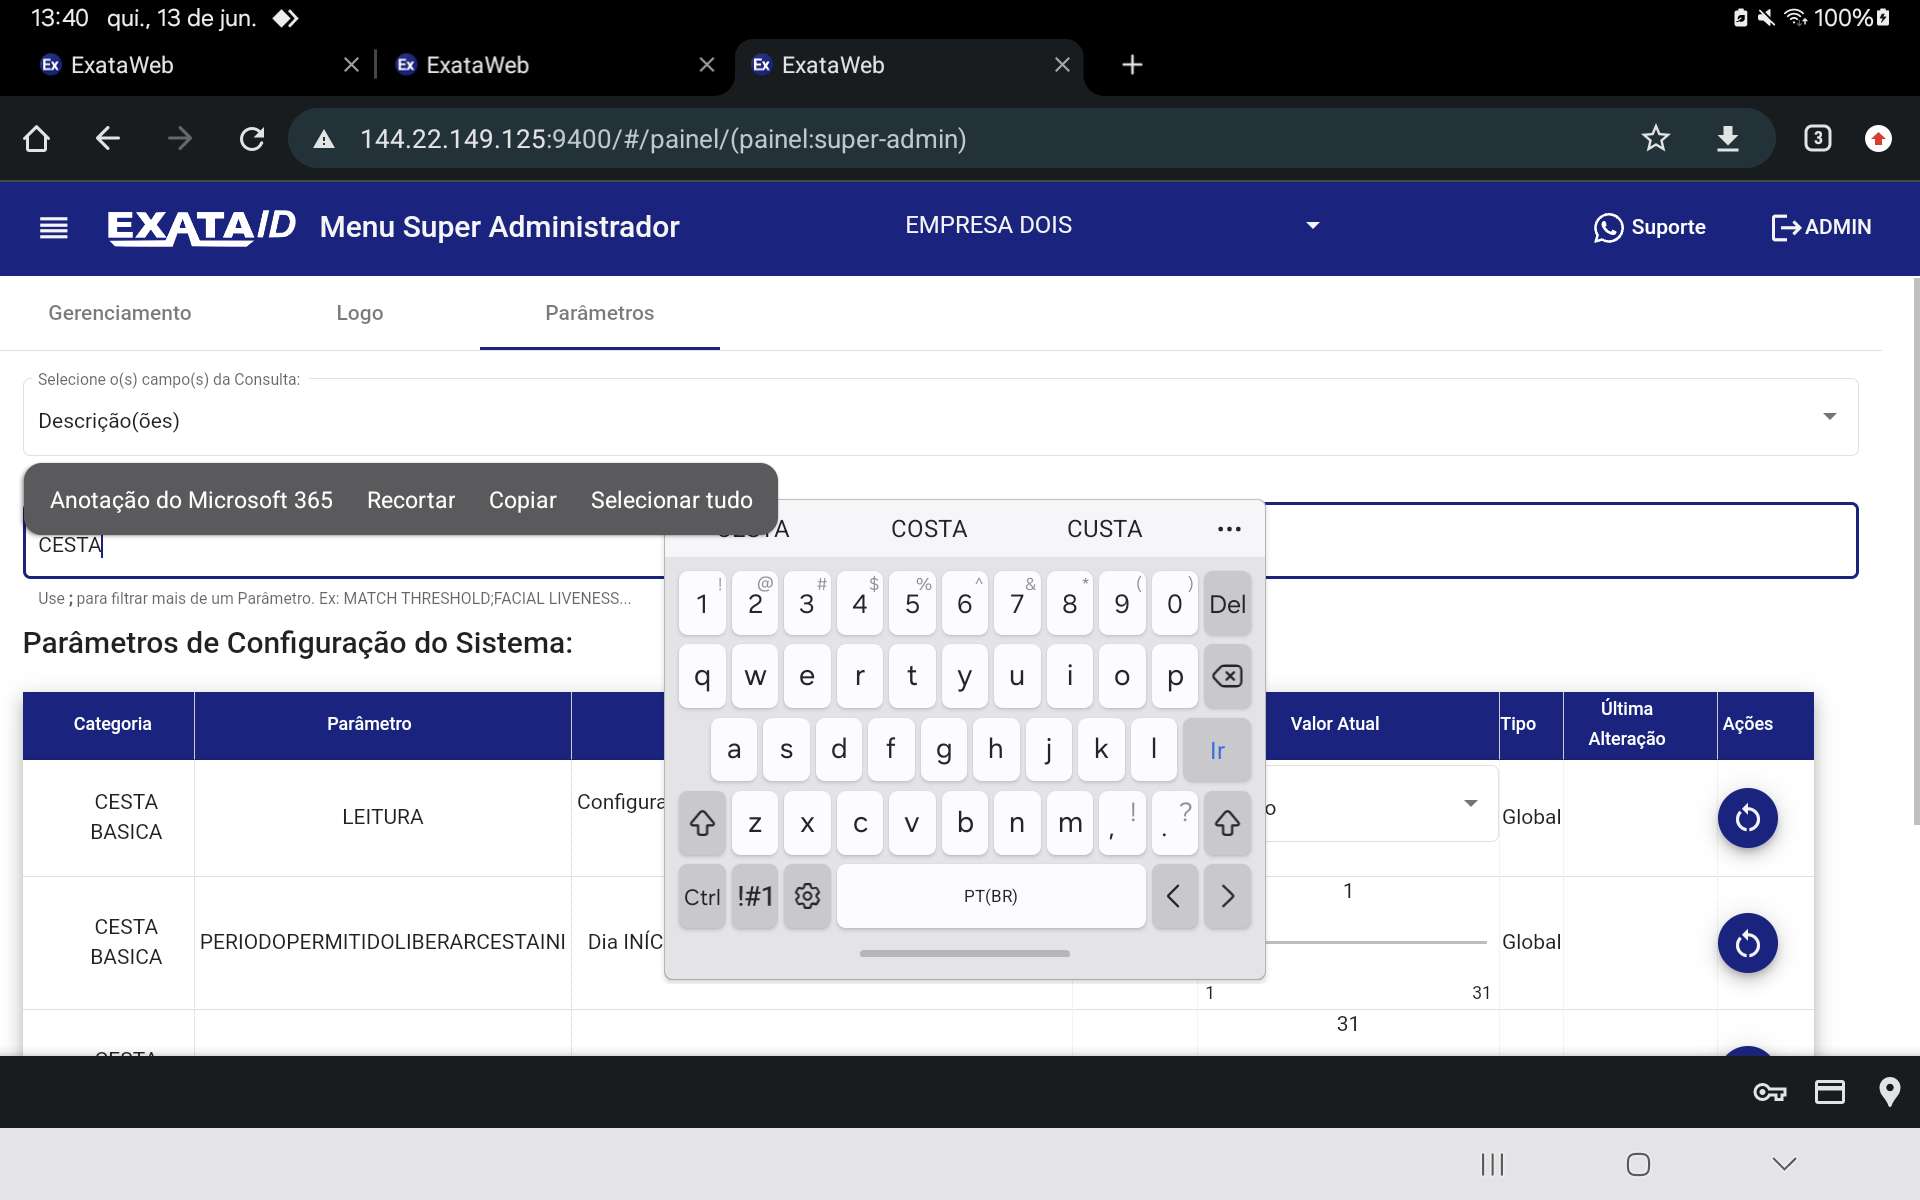 13:40 qui., 13 de jun. 100%
Ex ExataWeb Ex ExataWeb Ex ExataWeb
144.22.149.125:9400/#/painel/(painel:super-admin) 3
EXATAID Menu Super Administrador EMPRESA DOIS Suporte ADMIN
Gerenciamento Logo Parâmetros
Selecione o(s) campo(s) da Consulta:
Descrição(ões)
Anotação do Microsoft 365 Recortar Copiar Selecionar tudo
COSTA CUSTA
CESTA
Use ; para filtrar mais de um Parâmetro. Ex: MATCH THRESHOLD;FACIAL LIVENESS...
Parâmetros de Configuração do Sistema:
! @ # $ % ^ & * ( )
1 2 3 4 5 6 7 8 9 0 Del
q w e r t y u i o p
a s d f g h j k l Ir
z x c v b n m , ! . ?
Ctrl !#1 PT(BR) < >
Categoria Parâmetro Valor Atual Tipo Última Alteração Ações
CESTA BASICA LEITURA Configura o Global
CESTA BASICA PERIODOPERMITIDOLIBERARCESTAINI Dia INÍC 1 Global
1 31
31
CESTA